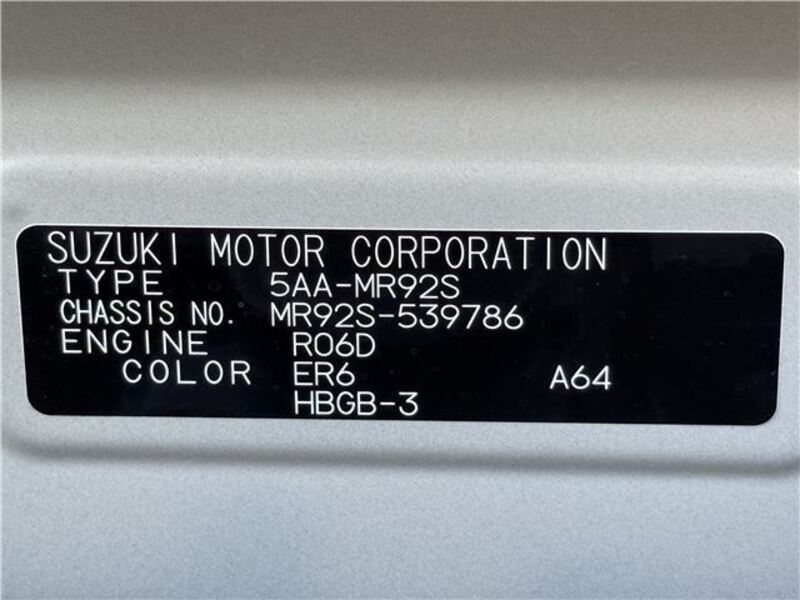 SUZUKI MOTOR CORPORATION
TYPE 5AA-MR92S
CHASSIS NO. MR92S-539786
ENGINE R06D
COLOR ER6 A64
HBGB-3